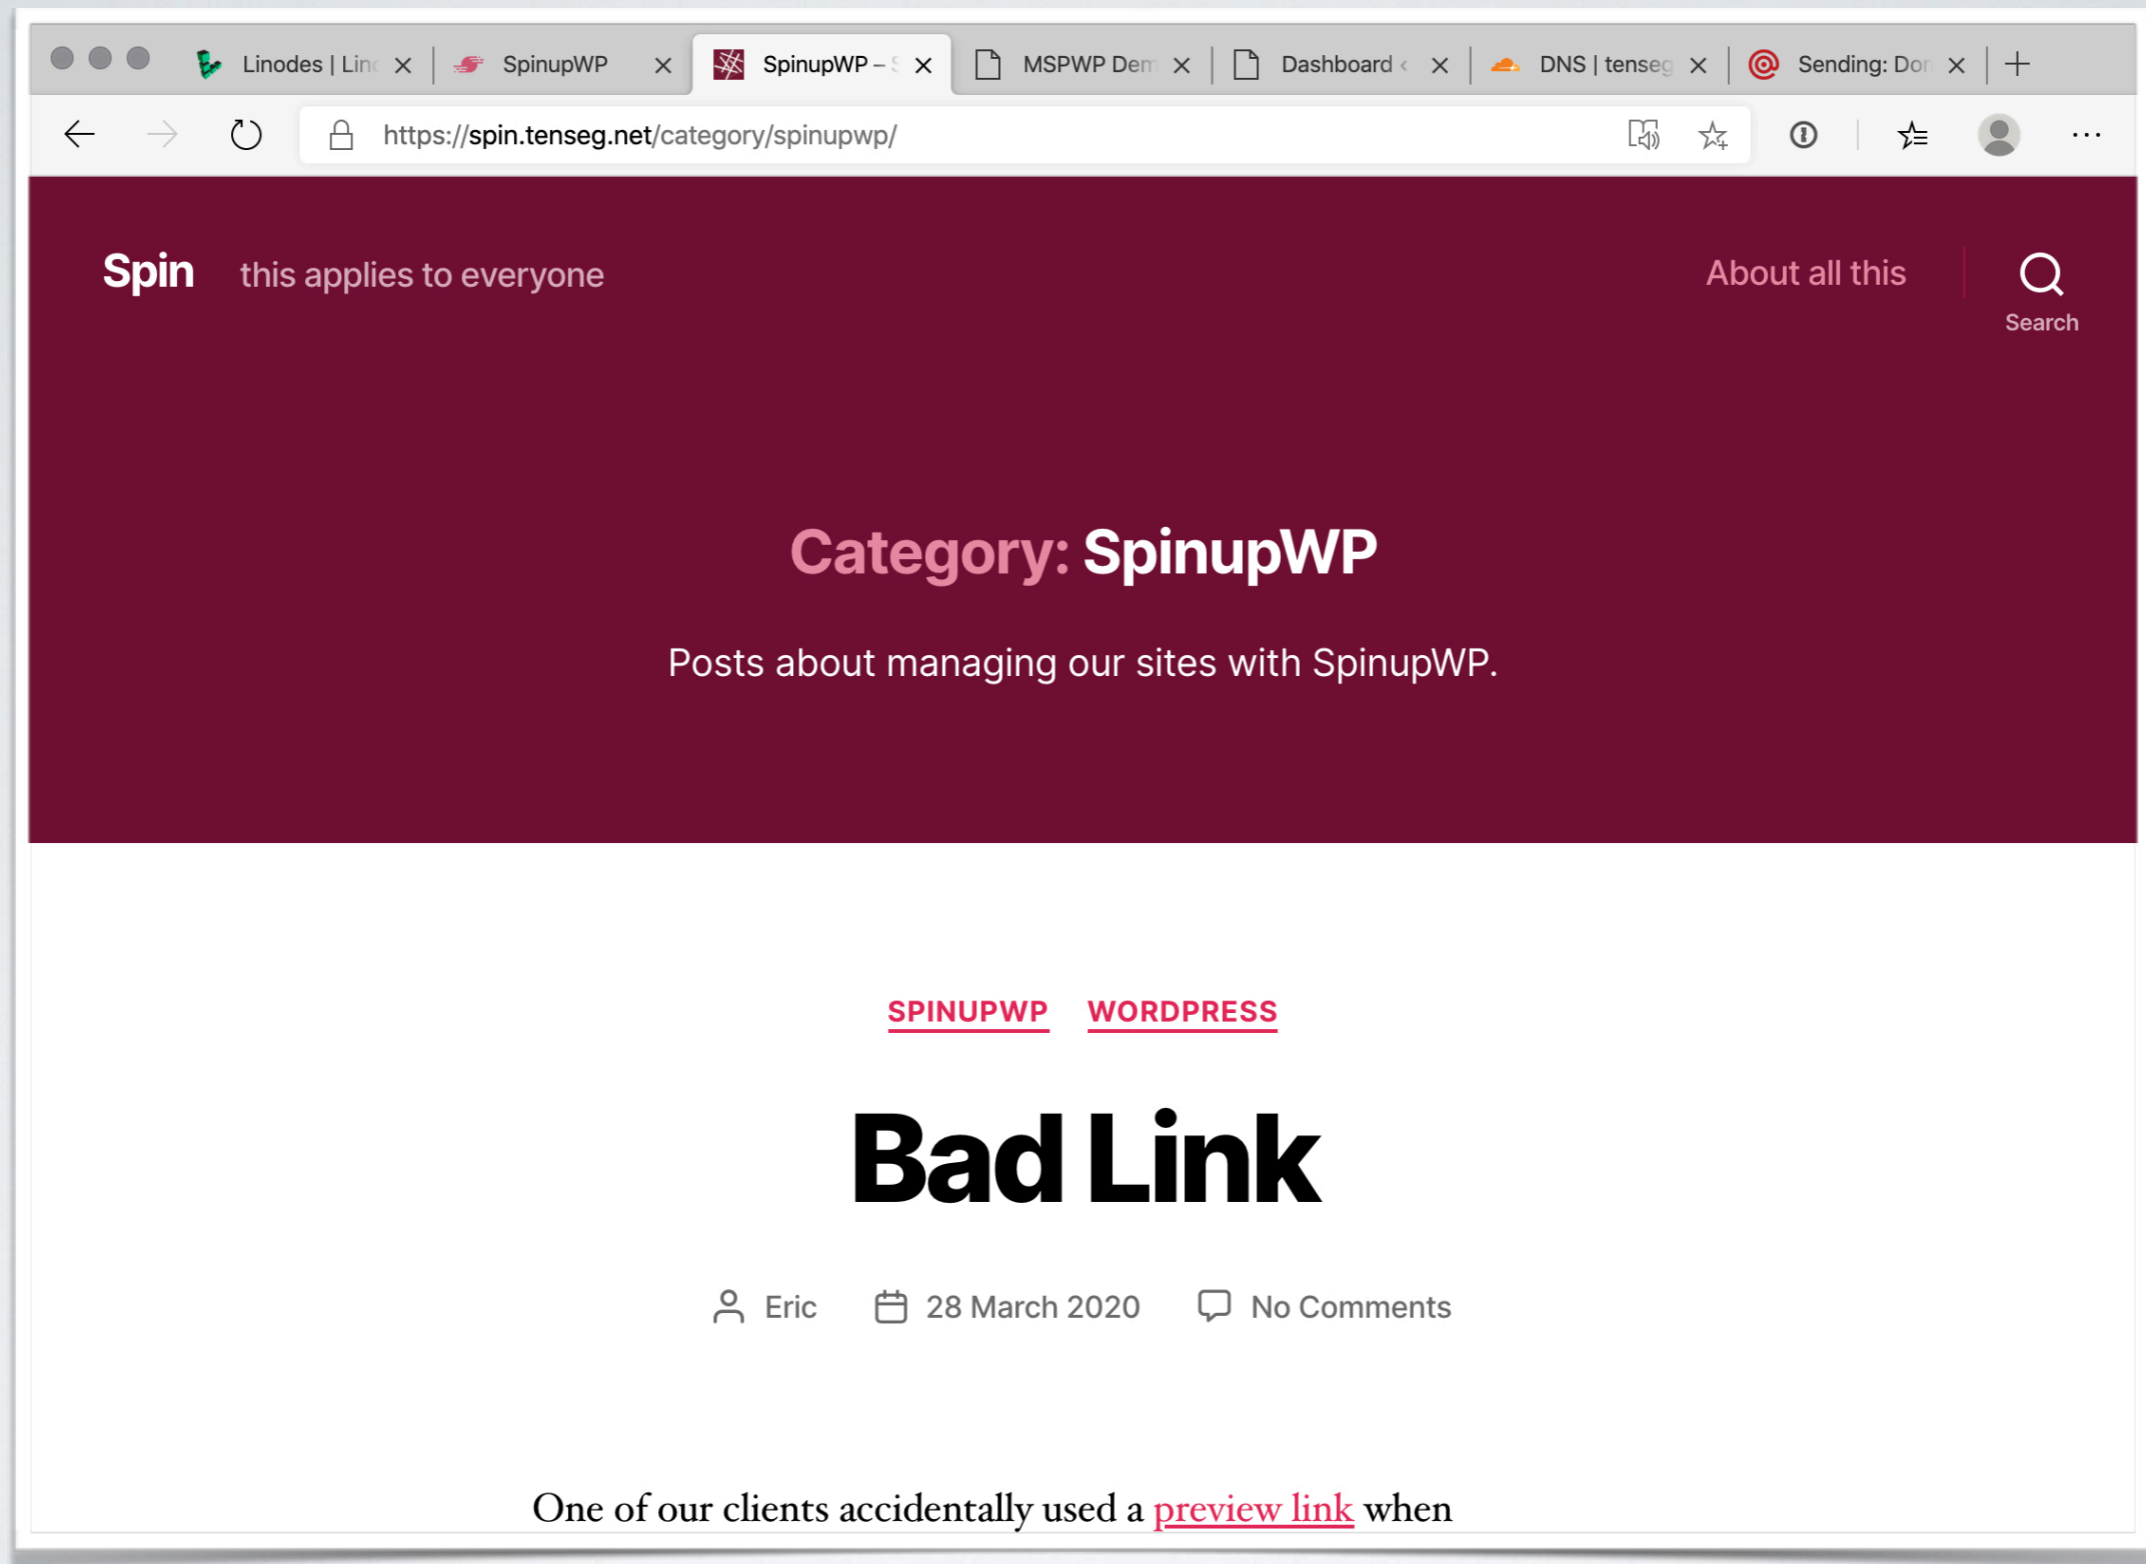 Linodes | Lin
SpinupWP
SpinupWP –
MSPWP Dem
Dashboard ‹
DNS | tenseg
Sending: Don
https://spin.tenseg.net/category/spinupwp/
Spin
this applies to everyone
About all this
Search
Category: SpinupWP
Posts about managing our sites with SpinupWP.
SPINUPWP WORDPRESS
Bad Link
Eric 28 March 2020 No Comments
One of our clients accidentally used a preview link when